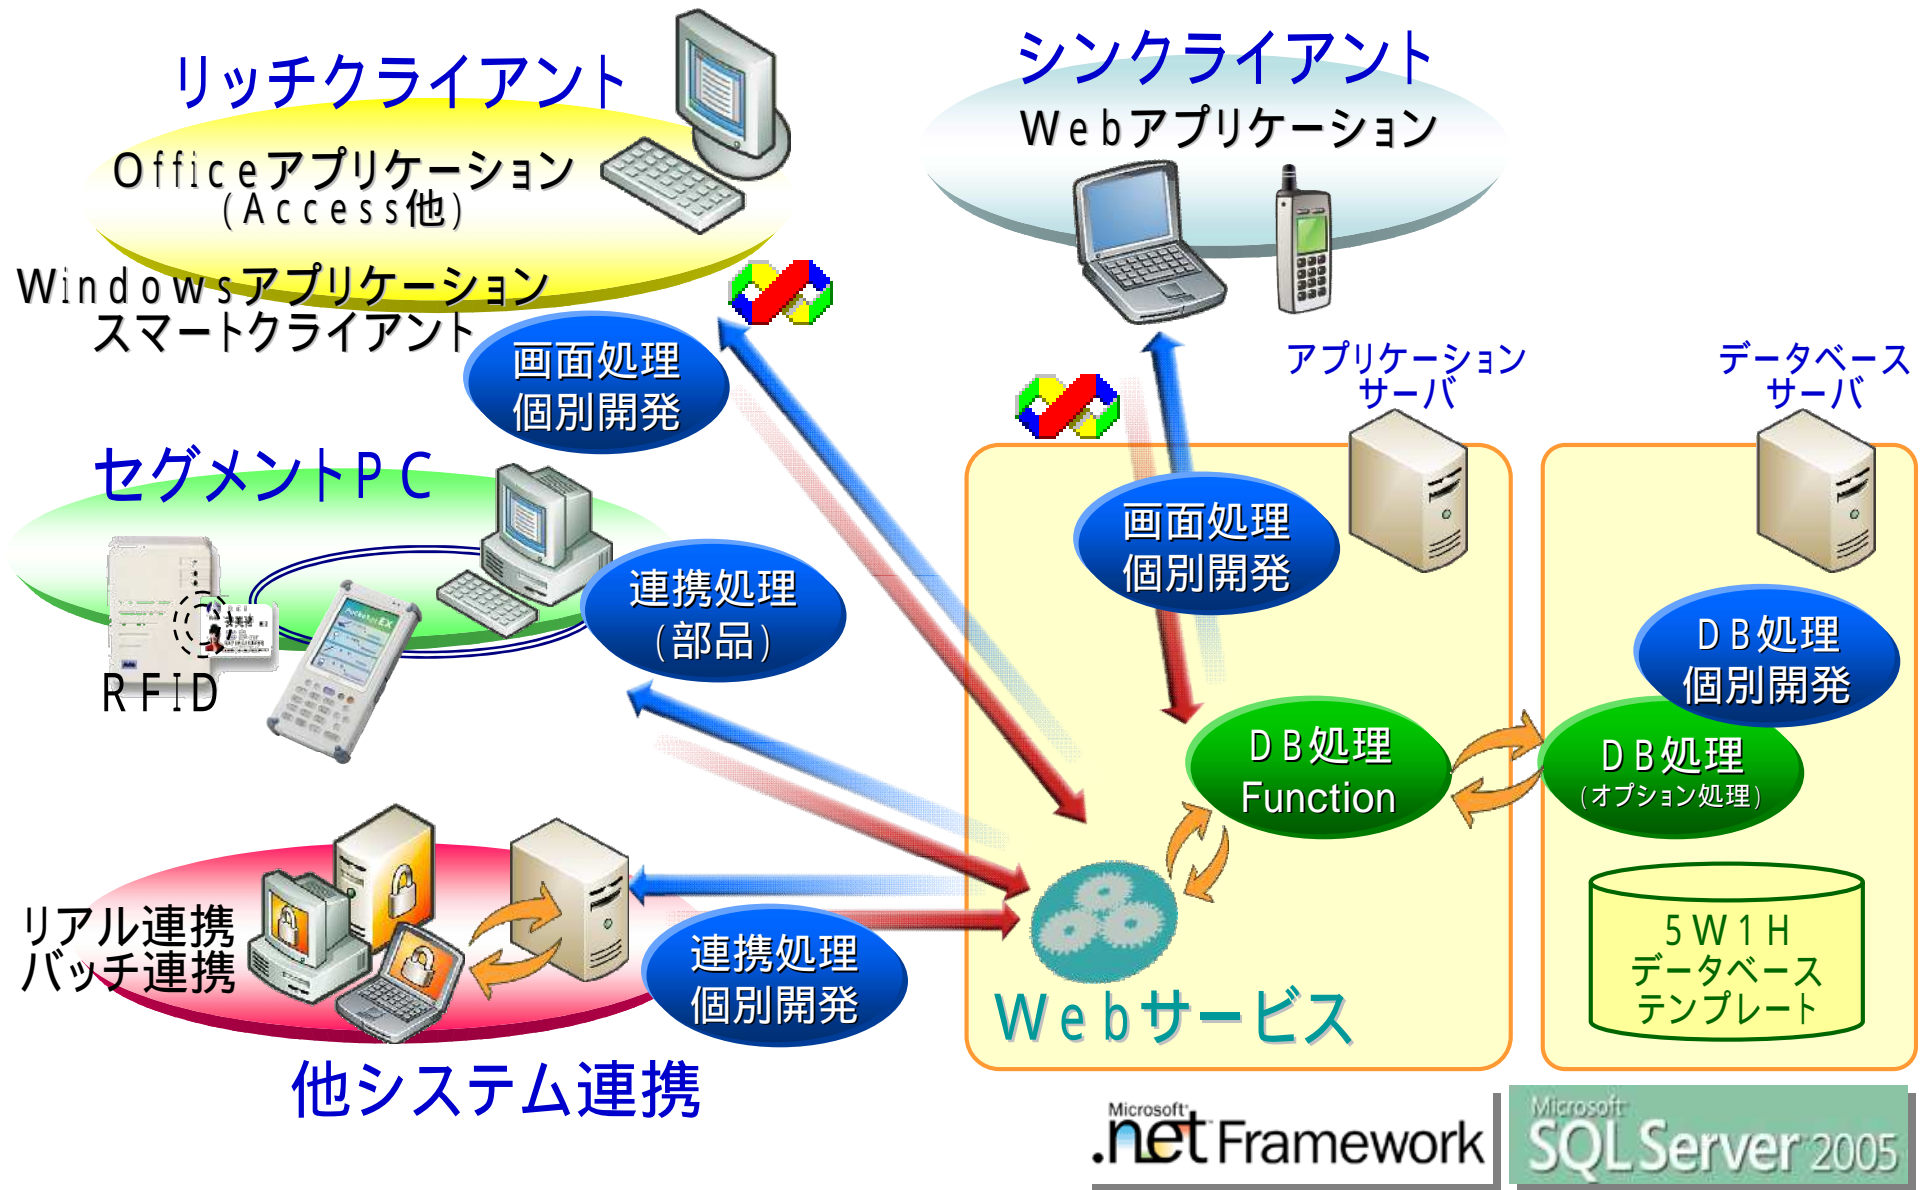 リッチクライアント
Officeアプリケーション
(Access他)
Windowsアプリケーション
スマートクライアント
画面処理
個別開発
シンクライアント
Webアプリケーション
アプリケーション
サーバ
データベース
サーバ
セグメントPC
RFID
連携処理
(部品)
画面処理
個別開発
DB処理
個別開発
DB処理
Function
DB処理
(オプション処理)
リアル連携
バッチ連携
連携処理
個別開発
他システム連携
Webサービス
5W1H
データベース
テンプレート
Microsoft
.net Framework
Microsoft
SQL Server 2005